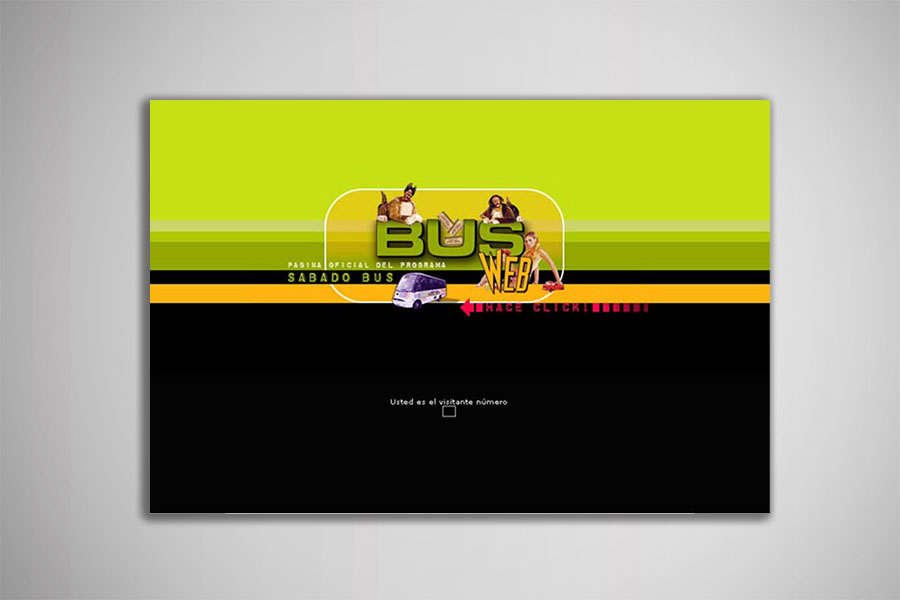 BUS
WEB
PAGINA OFICIAL DEL PROGRAMA
SABADO BUS
HACE CLICK!
Usted es el visitante número